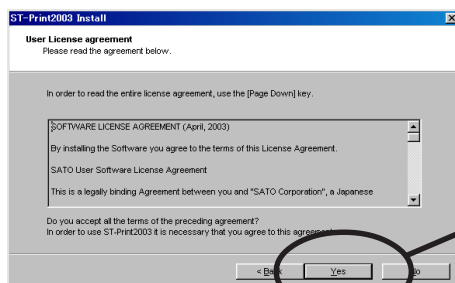 ST-Print2003 Install
User License agreement
Please read the agreement below.
In order to read the entire license agreement, use the [Page Down] key.
SOFTWARE LICENSE AGREEMENT (April, 2003)
By installing the Software you agree to the terms of this License Agreement.
SATO User Software License Agreement
This is a legally binding Agreement between you and "SATO Corporation", a Japanese
Do you accept all the terms of the preceding agreement?
In order to use ST-Print2003 it is necessary that you agree to this
< Back Yes